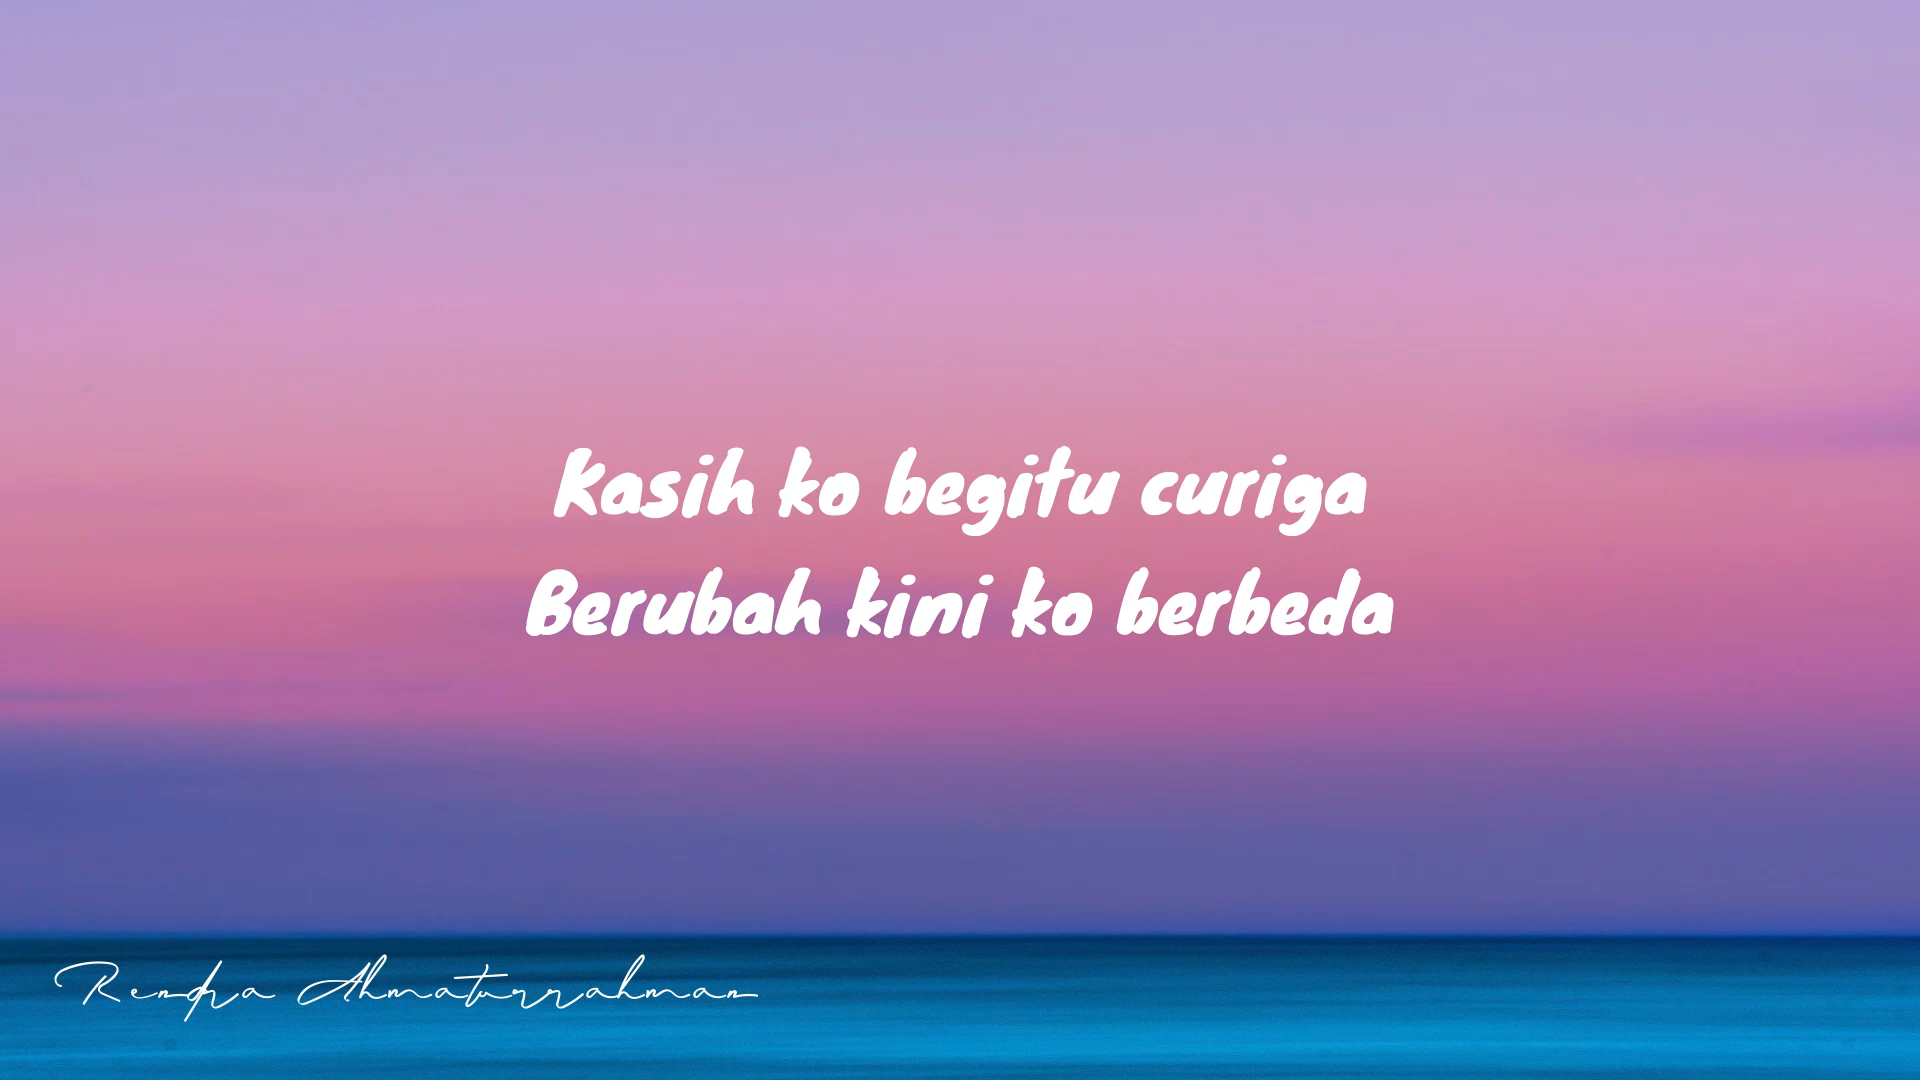 Kasih ko begitu curiga
Berubah kini ko berbeda
Rendra Ahmaturrahman